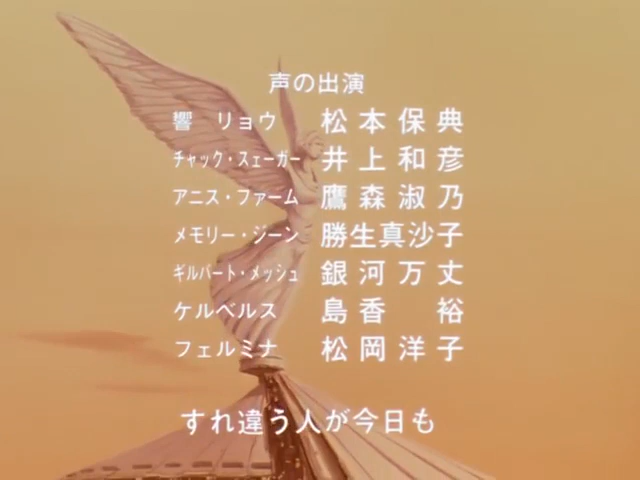 声の出演
響 リョウ 松本保典
チャック・スェーガー 井上和彦
アニス・ファーム 鷹森淑乃
メモリー・ジーン 勝生真沙子
ギルバート・メッシュ 銀河万丈
ケルベルス 島香 裕
フェルミナ 松岡洋子
すれ違う人が今日も